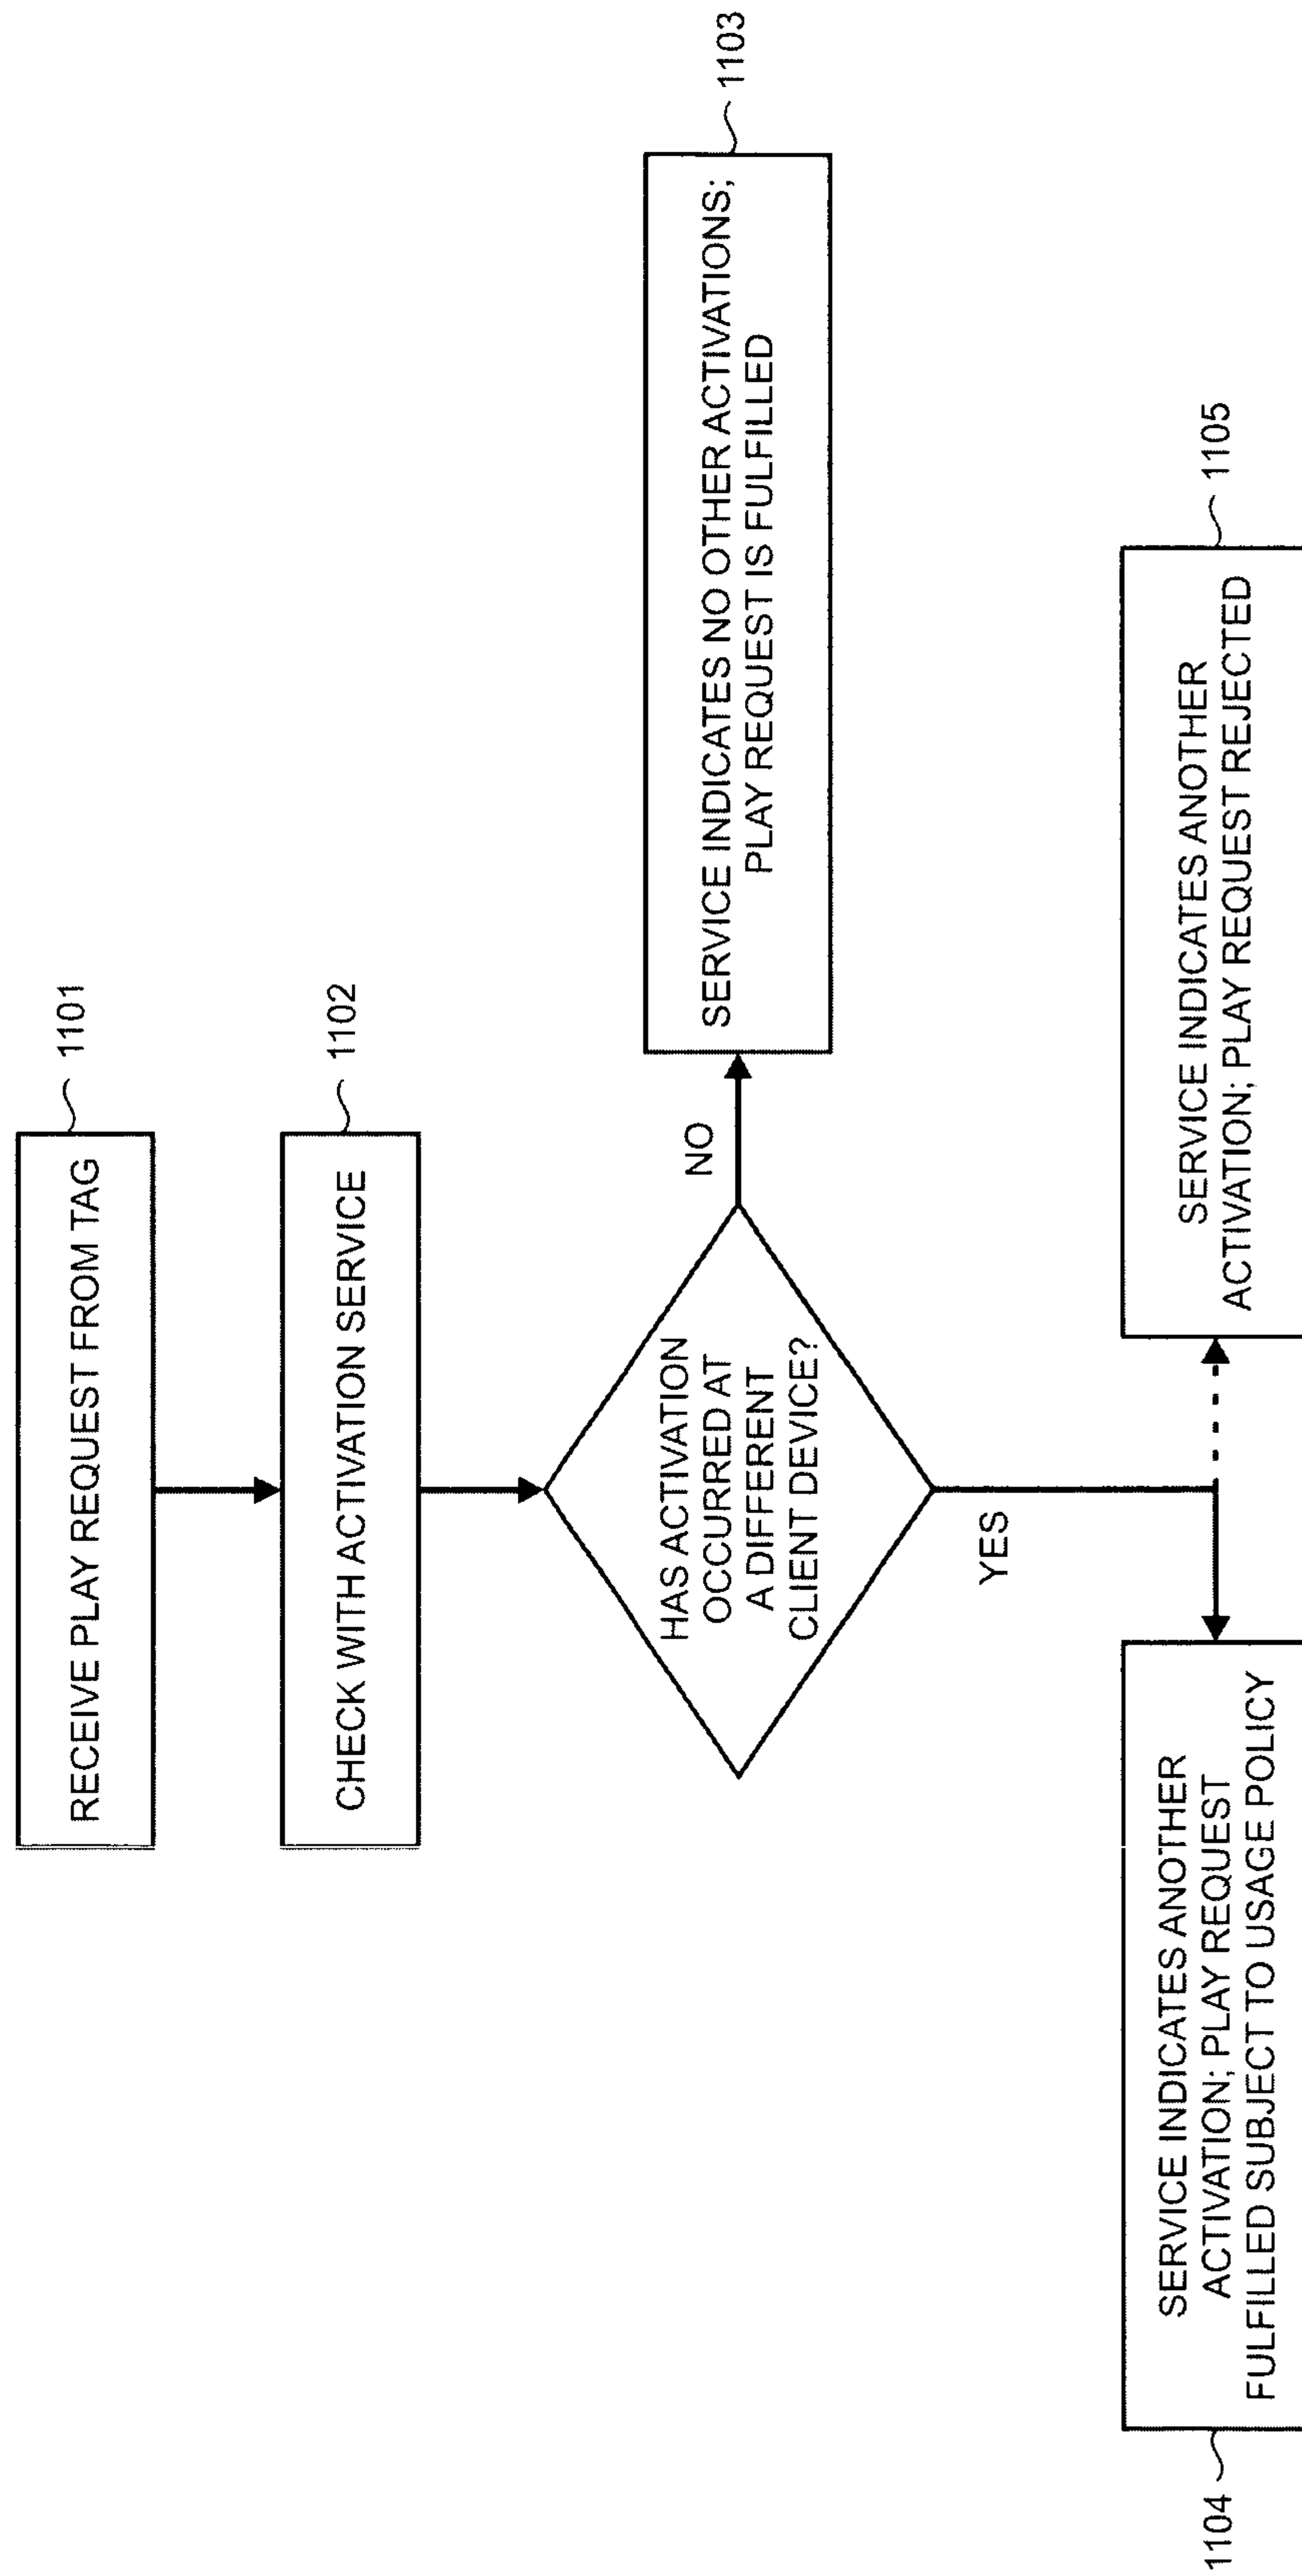 RECEIVE PLAY REQUEST FROM TAG
1101
CHECK WITH ACTIVATION SERVICE
1102
HAS ACTIVATION
OCCURRED AT
A DIFFERENT
CLIENT DEVICE?
NO
SERVICE INDICATES NO OTHER ACTIVATIONS;
PLAY REQUEST IS FULFILLED
1103
YES
SERVICE INDICATES ANOTHER
ACTIVATION; PLAY REQUEST
FULFILLED SUBJECT TO USAGE POLICY
1104
SERVICE INDICATES ANOTHER
ACTIVATION; PLAY REQUEST REJECTED
1105